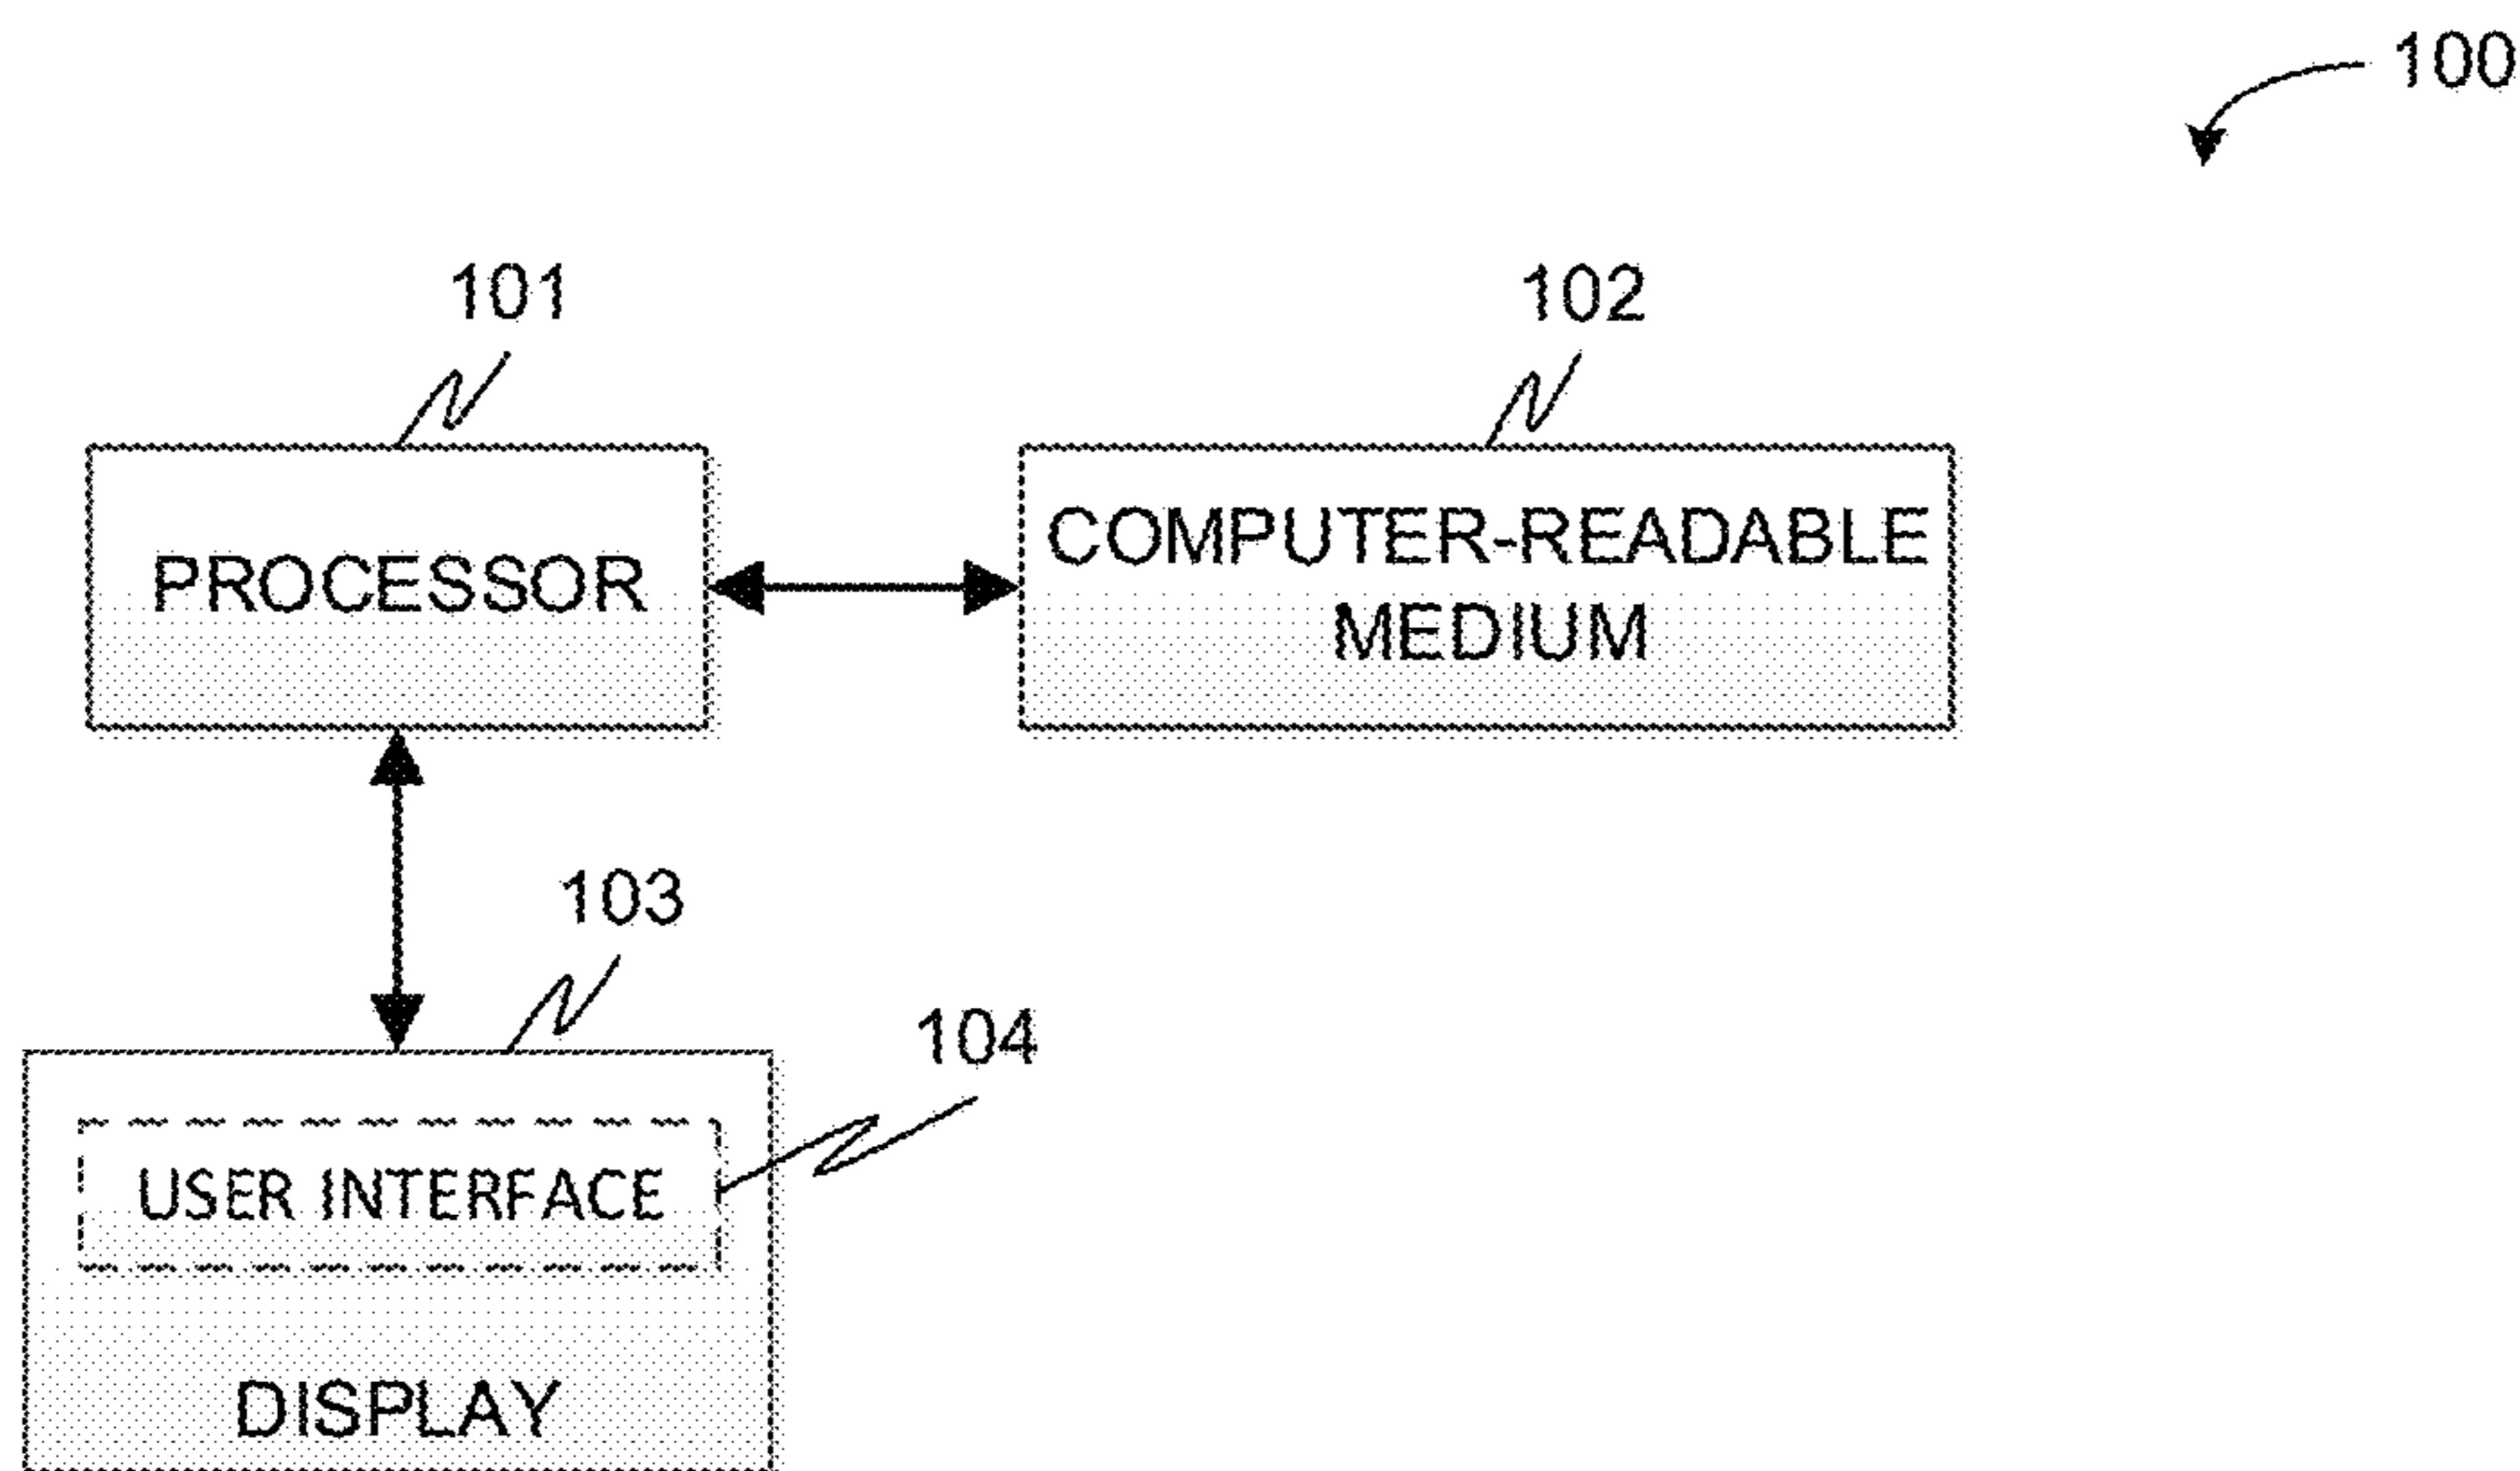 100
101
102
PROCESSOR
COMPUTER-READABLE
MEDIUM
103
104
USER INTERFACE
DISPLAY